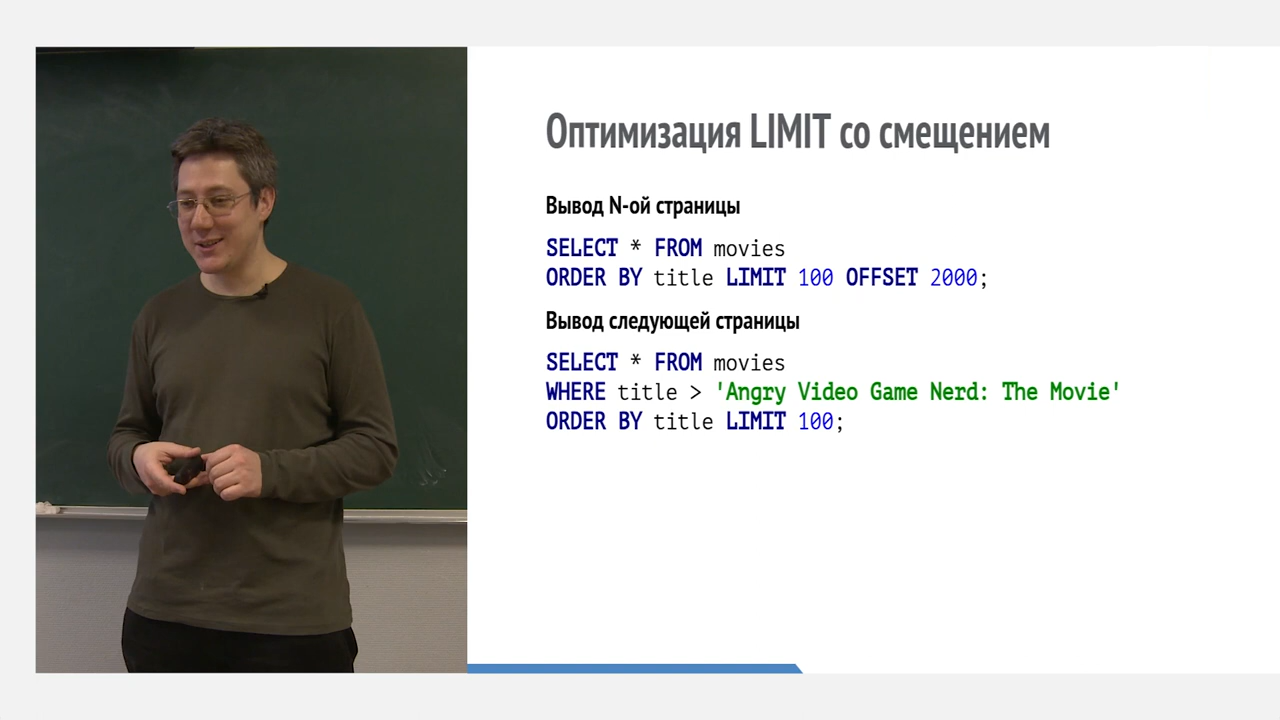 Оптимизация LIMIT со смещением
Вывод N-ой страницы
SELECT * FROM movies
ORDER BY title LIMIT 100 OFFSET 2000;
Вывод следующей страницы
SELECT * FROM movies
WHERE title > 'Angry Video Game Nerd: The Movie'
ORDER BY title LIMIT 100;